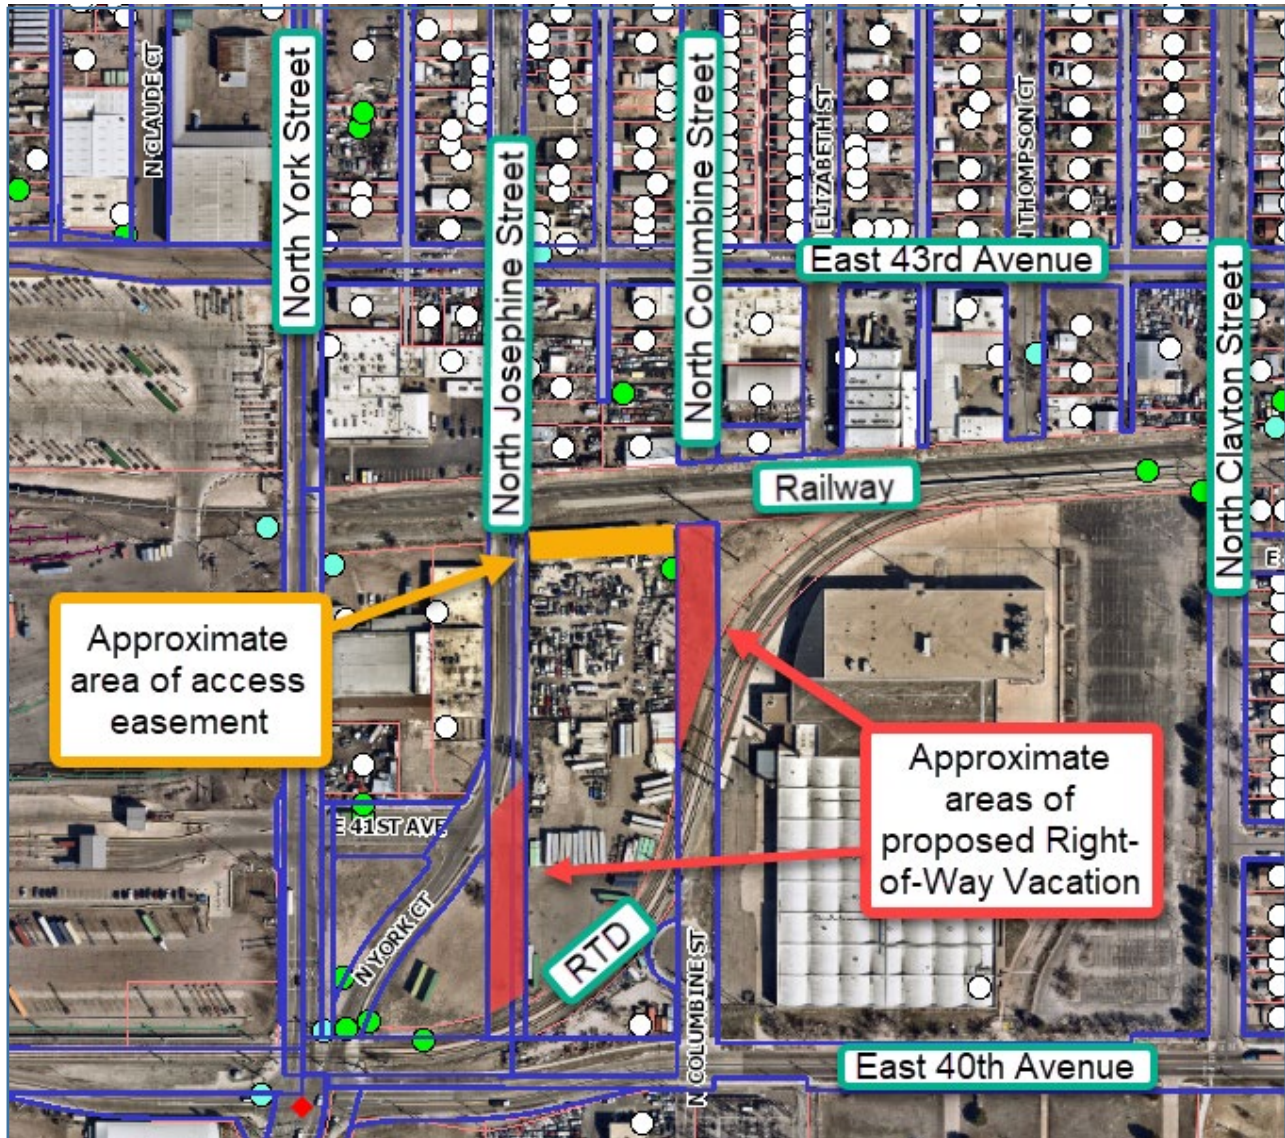 N CLAUDE CT
North York Street
North Josephine Street
North Columbine Street
ELIZABETH ST
THOMPSON CT
East 43rd Avenue
North Clayton Street
Railway
E
Approximate
area of access
easement
Approximate
areas of
proposed Right-
of-Way Vacation
E 41ST AVE
N YORK CT
RTD
N COLUMBINE ST
East 40th Avenue